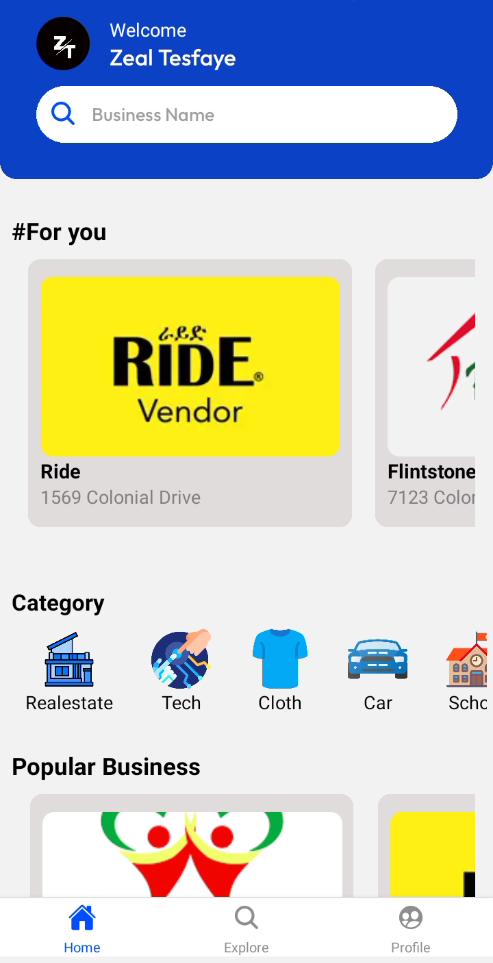 ZT
Welcome
Zeal Tesfaye
Business Name
#For you
ራይድ
RIDE®
Vendor
Ride
1569 Colonial Drive
Flintstone
7123 Color
Category
Realestate
Tech
Cloth
Car
Scho
Popular Business
Home
Explore
Profile